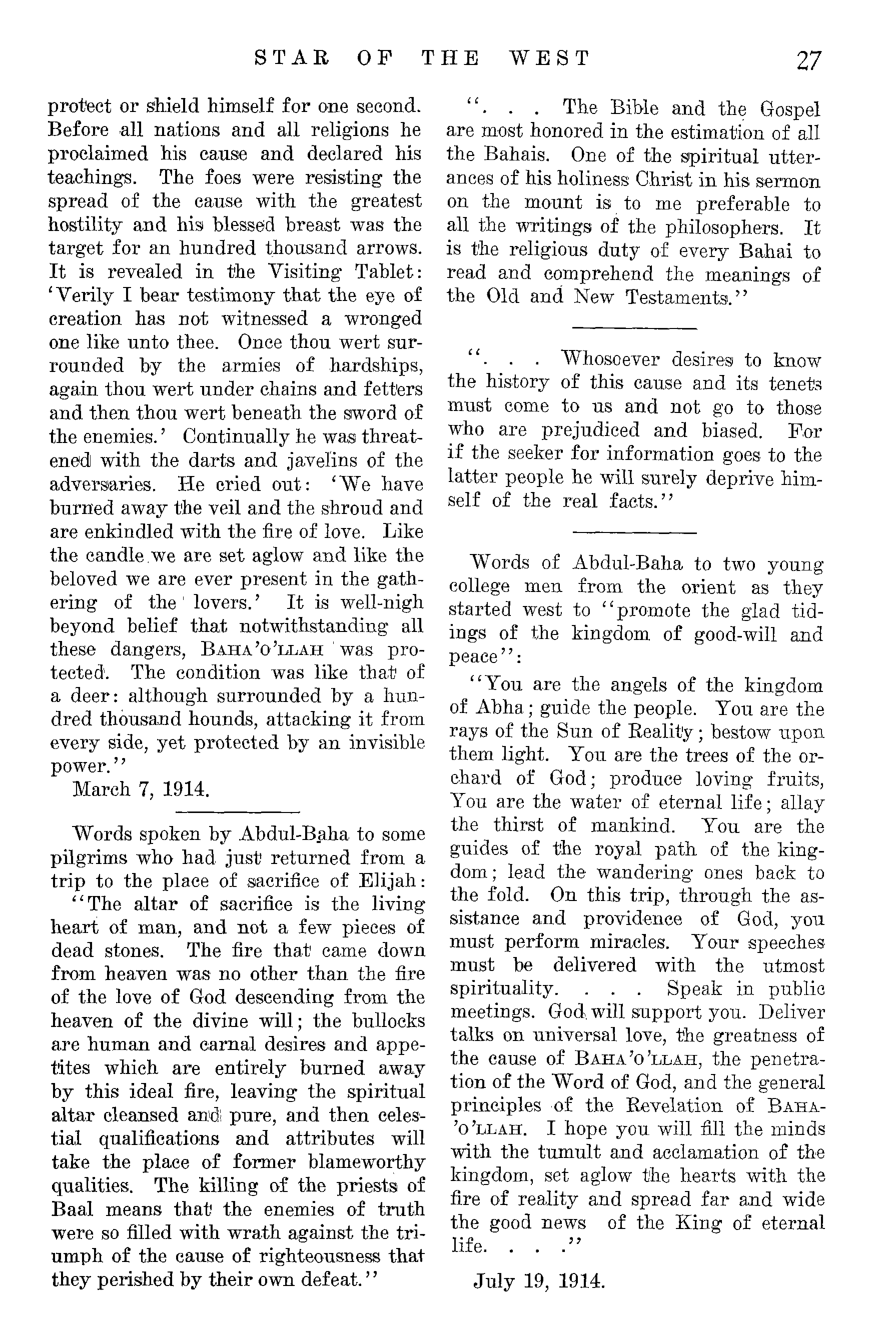 STAR OF THE WEST 27
protect or shield himself for one second.
Before all nations and all religions he
proclaimed his cause and declared his
teachings. The foes were resisting the
spread of the cause with the greatest
hostility and his blessed breast was the
target for an hundred thousand arrows.
It is revealed in the Visiting Tablet:
‘Verily I bear testimony that the eye of
creation has not witnessed a wronged
one like unto thee. Once thou wert sur-
rounded by the armies of hardships,
again thou wert under chains and fetters
and then thou wert beneath the sword of
the enemies.’ Continually he was threat-
ened with the darts and javelins of the
adversaries. He cried out: ‘We have
burned away the veil and the shroud and
are enkindled with the fire of love. Like
the candle we are set aglow and like the
beloved we are ever present in the gath-
ering of the lovers.’ It is well-nigh
beyond belief that notwithstanding all
these dangers, BAHA’O’LLAH was pro-
tected. The condition was like that of
a deer: although surrounded by a hun-
dred thousand hounds, attacking it from
every side, yet protected by an invisible
power.’’
March 7, 1914.
Words spoken by Abdul-Baha to some
pilgrims who had just returned from a
trip to the place of sacrifice of Elijah:
‘‘The altar of sacrifice is the living
heart of man, and not a few pieces of
dead stones. The fire that came down
from heaven was no other than the fire
of the love of God descending from the
heaven of the divine will; the bullocks
are human and carnal desires and appe-
tites which are entirely burned away
by this ideal fire, leaving the spiritual
altar cleansed and pure, and then celes-
tial qualifications and attributes will
take the place of former blameworthy
qualities. The killing of the priests of
Baal means that the enemies of truth
were so filled with wrath against the tri-
umph of the cause of righteousness that
they perished by their own defeat.’’
‘‘. . . The Bible and the Gospel
are most honored in the estimation of all
the Bahais. One of the spiritual utter-
ances of his holiness Christ in his sermon
on the mount is to me preferable to
all the writings of the philosophers. It
is the religious duty of every Bahai to
read and comprehend the meanings of
the Old and New Testaments.’’
‘‘. . . Whosoever desires to know
the history of this cause and its tenets
must come to us and not go to those
who are prejudiced and biased. For
if the seeker for information goes to the
latter people he will surely deprive him-
self of the real facts.’’
Words of Abdul-Baha to two young
college men from the orient as they
started west to ‘‘promote the glad tid-
ings of the kingdom of good-will and
peace’’:
‘‘You are the angels of the kingdom
of Abha; guide the people. You are the
rays of the Sun of Reality; bestow upon
them light. You are the trees of the or-
chard of God; produce loving fruits,
You are the water of eternal life; allay
the thirst of mankind. You are the
guides of the royal path of the king-
dom; lead the wandering ones back to
the fold. On this trip, through the as-
sistance and providence of God, you
must perform miracles. Your speeches
must be delivered with the utmost
spirituality. . . . Speak in public
meetings. God will support you. Deliver
talks on universal love, the greatness of
the cause of BAHA’O’LLAH, the penetra-
tion of the Word of God, and the general
principles of the Revelation of BAHA-
’O’LLAH. I hope you will fill the minds
with the tumult and acclamation of the
kingdom, set aglow the hearts with the
fire of reality and spread far and wide
the good news of the King of eternal
life. . . .’’
July 19, 1914.